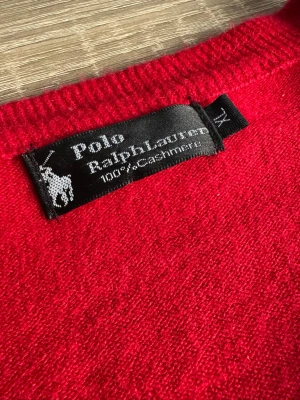 Polo
Ralph Lauren
100% Cashmere
XL